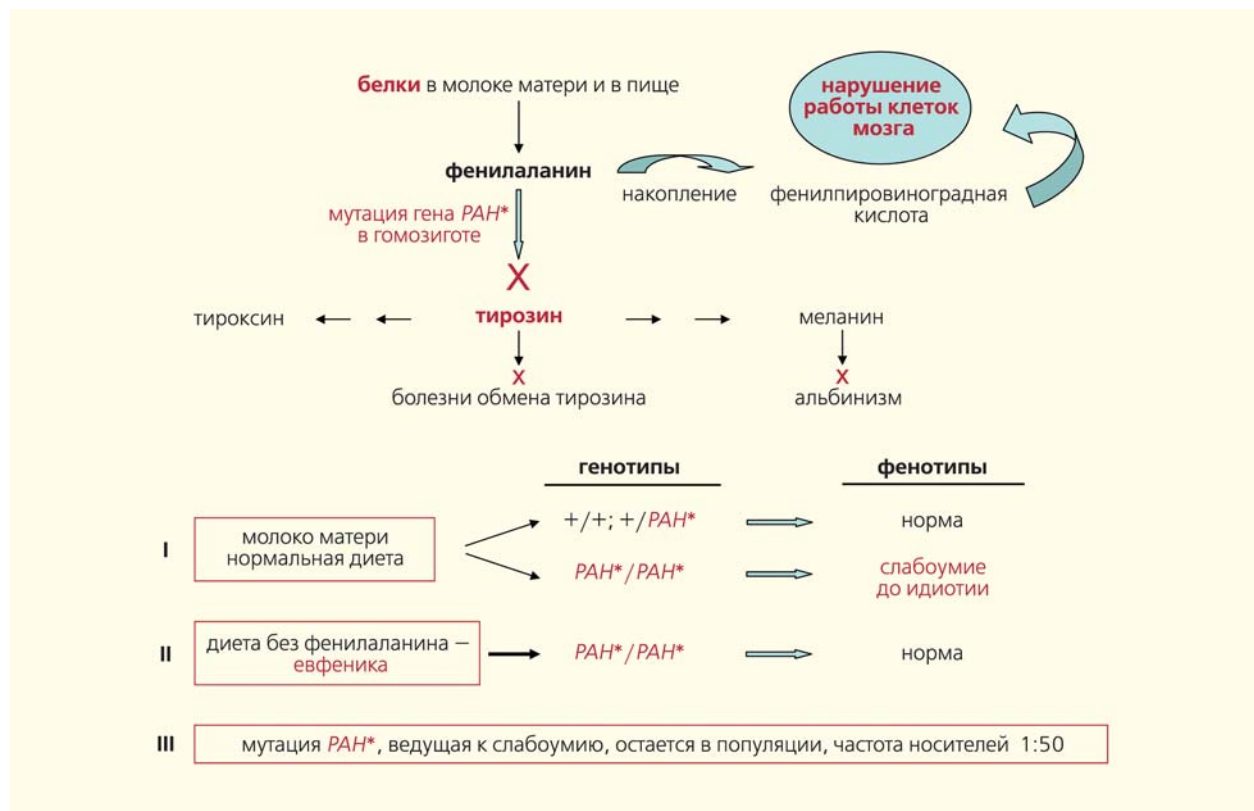 белки в молоке матери и в пище
нарушение
работы клеток
мозга
фенилаланин
накопление
фенилпировиноградная
кислота
мутация гена PAH*
в гомозиготе
X
тироксин
тирозин
меланин
x
x
болезни обмена тирозина
альбинизм
генотипы
фенотипы
I
молоко матери
нормальная диета
+/+; +/PAH*
норма
PAH*/PAH*
слабоумие
до идиотии
II
диета без фенилаланина –
евфеника
PAH*/PAH*
норма
III
мутация PAH*, ведущая к слабоумию, остается в популяции, частота носителей 1:50